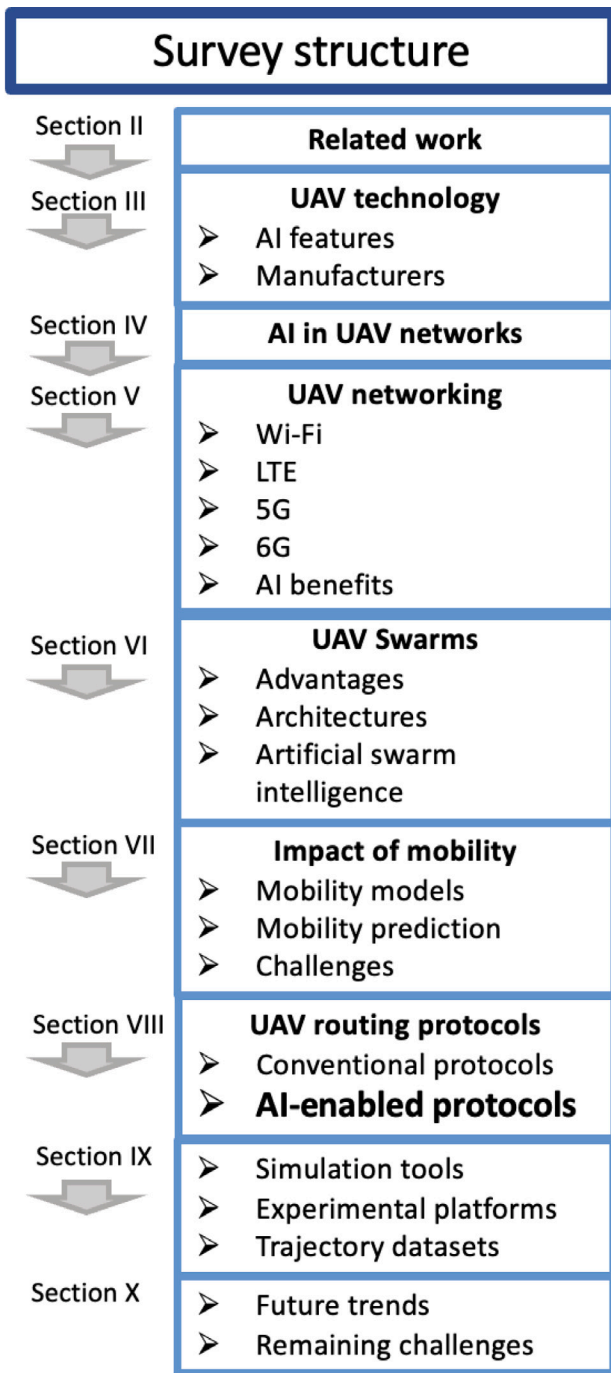 Survey structure
Section II
Related work
Section III
UAV technology
➢ AI features
➢ Manufacturers
Section IV
AI in UAV networks
Section V
UAV networking
➢ Wi-Fi
➢ LTE
➢ 5G
➢ 6G
➢ AI benefits
Section VI
UAV Swarms
➢ Advantages
➢ Architectures
➢ Artificial swarm
intelligence
Section VII
Impact of mobility
➢ Mobility models
➢ Mobility prediction
➢ Challenges
Section VIII
UAV routing protocols
➢ Conventional protocols
➢ AI-enabled protocols
Section IX
➢ Simulation tools
➢ Experimental platforms
➢ Trajectory datasets
Section X
➢ Future trends
➢ Remaining challenges